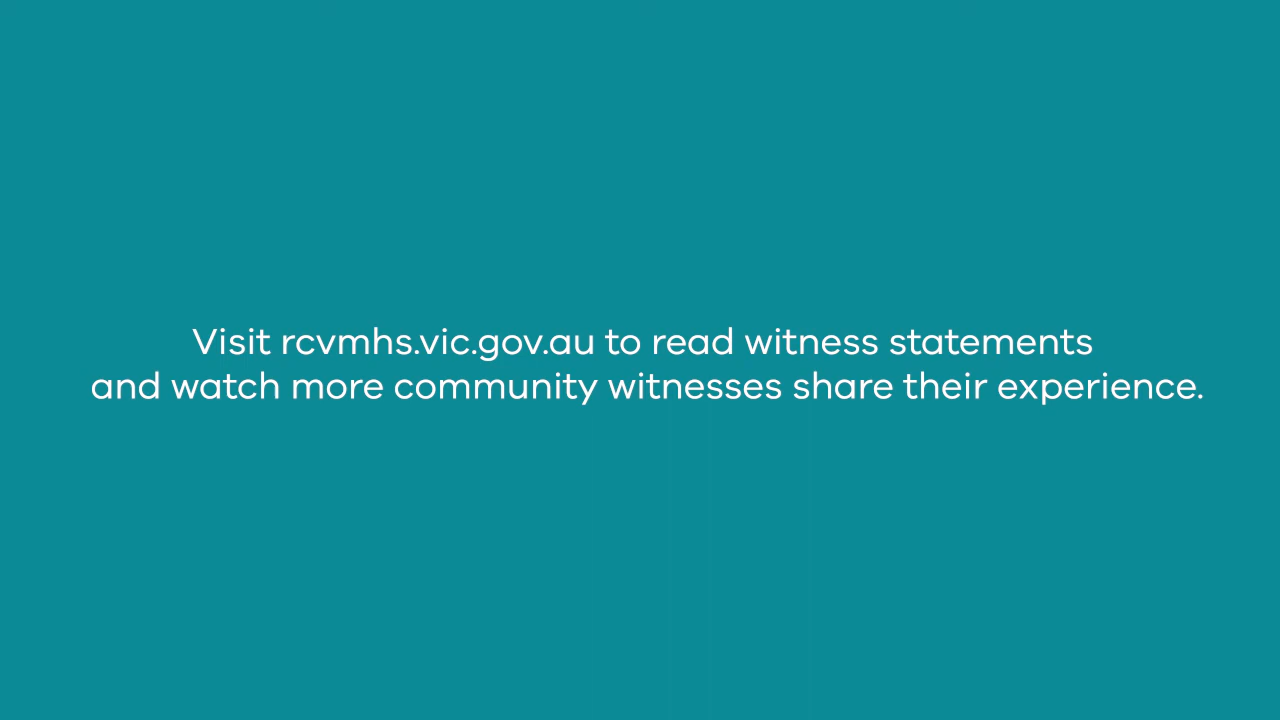 Visit rcvmhs.vic.gov.au to read witness statements
and watch more community witnesses share their experience.